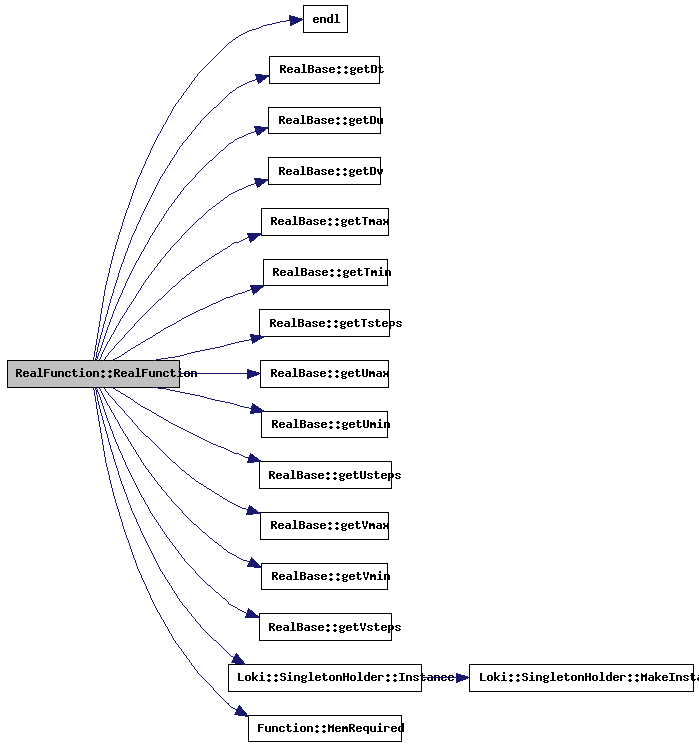 endl
RealBase::getDt
RealBase::getDu
RealBase::getDv
RealBase::getTmax
RealBase::getTmin
RealBase::getTsteps
RealFunction::RealFunction
RealBase::getUmax
RealBase::getUmin
RealBase::getUsteps
RealBase::getVmax
RealBase::getVmin
RealBase::getVsteps
Loki::SingletonHolder::Instance
Loki::SingletonHolder::MakeInsta
Function::MemRequired